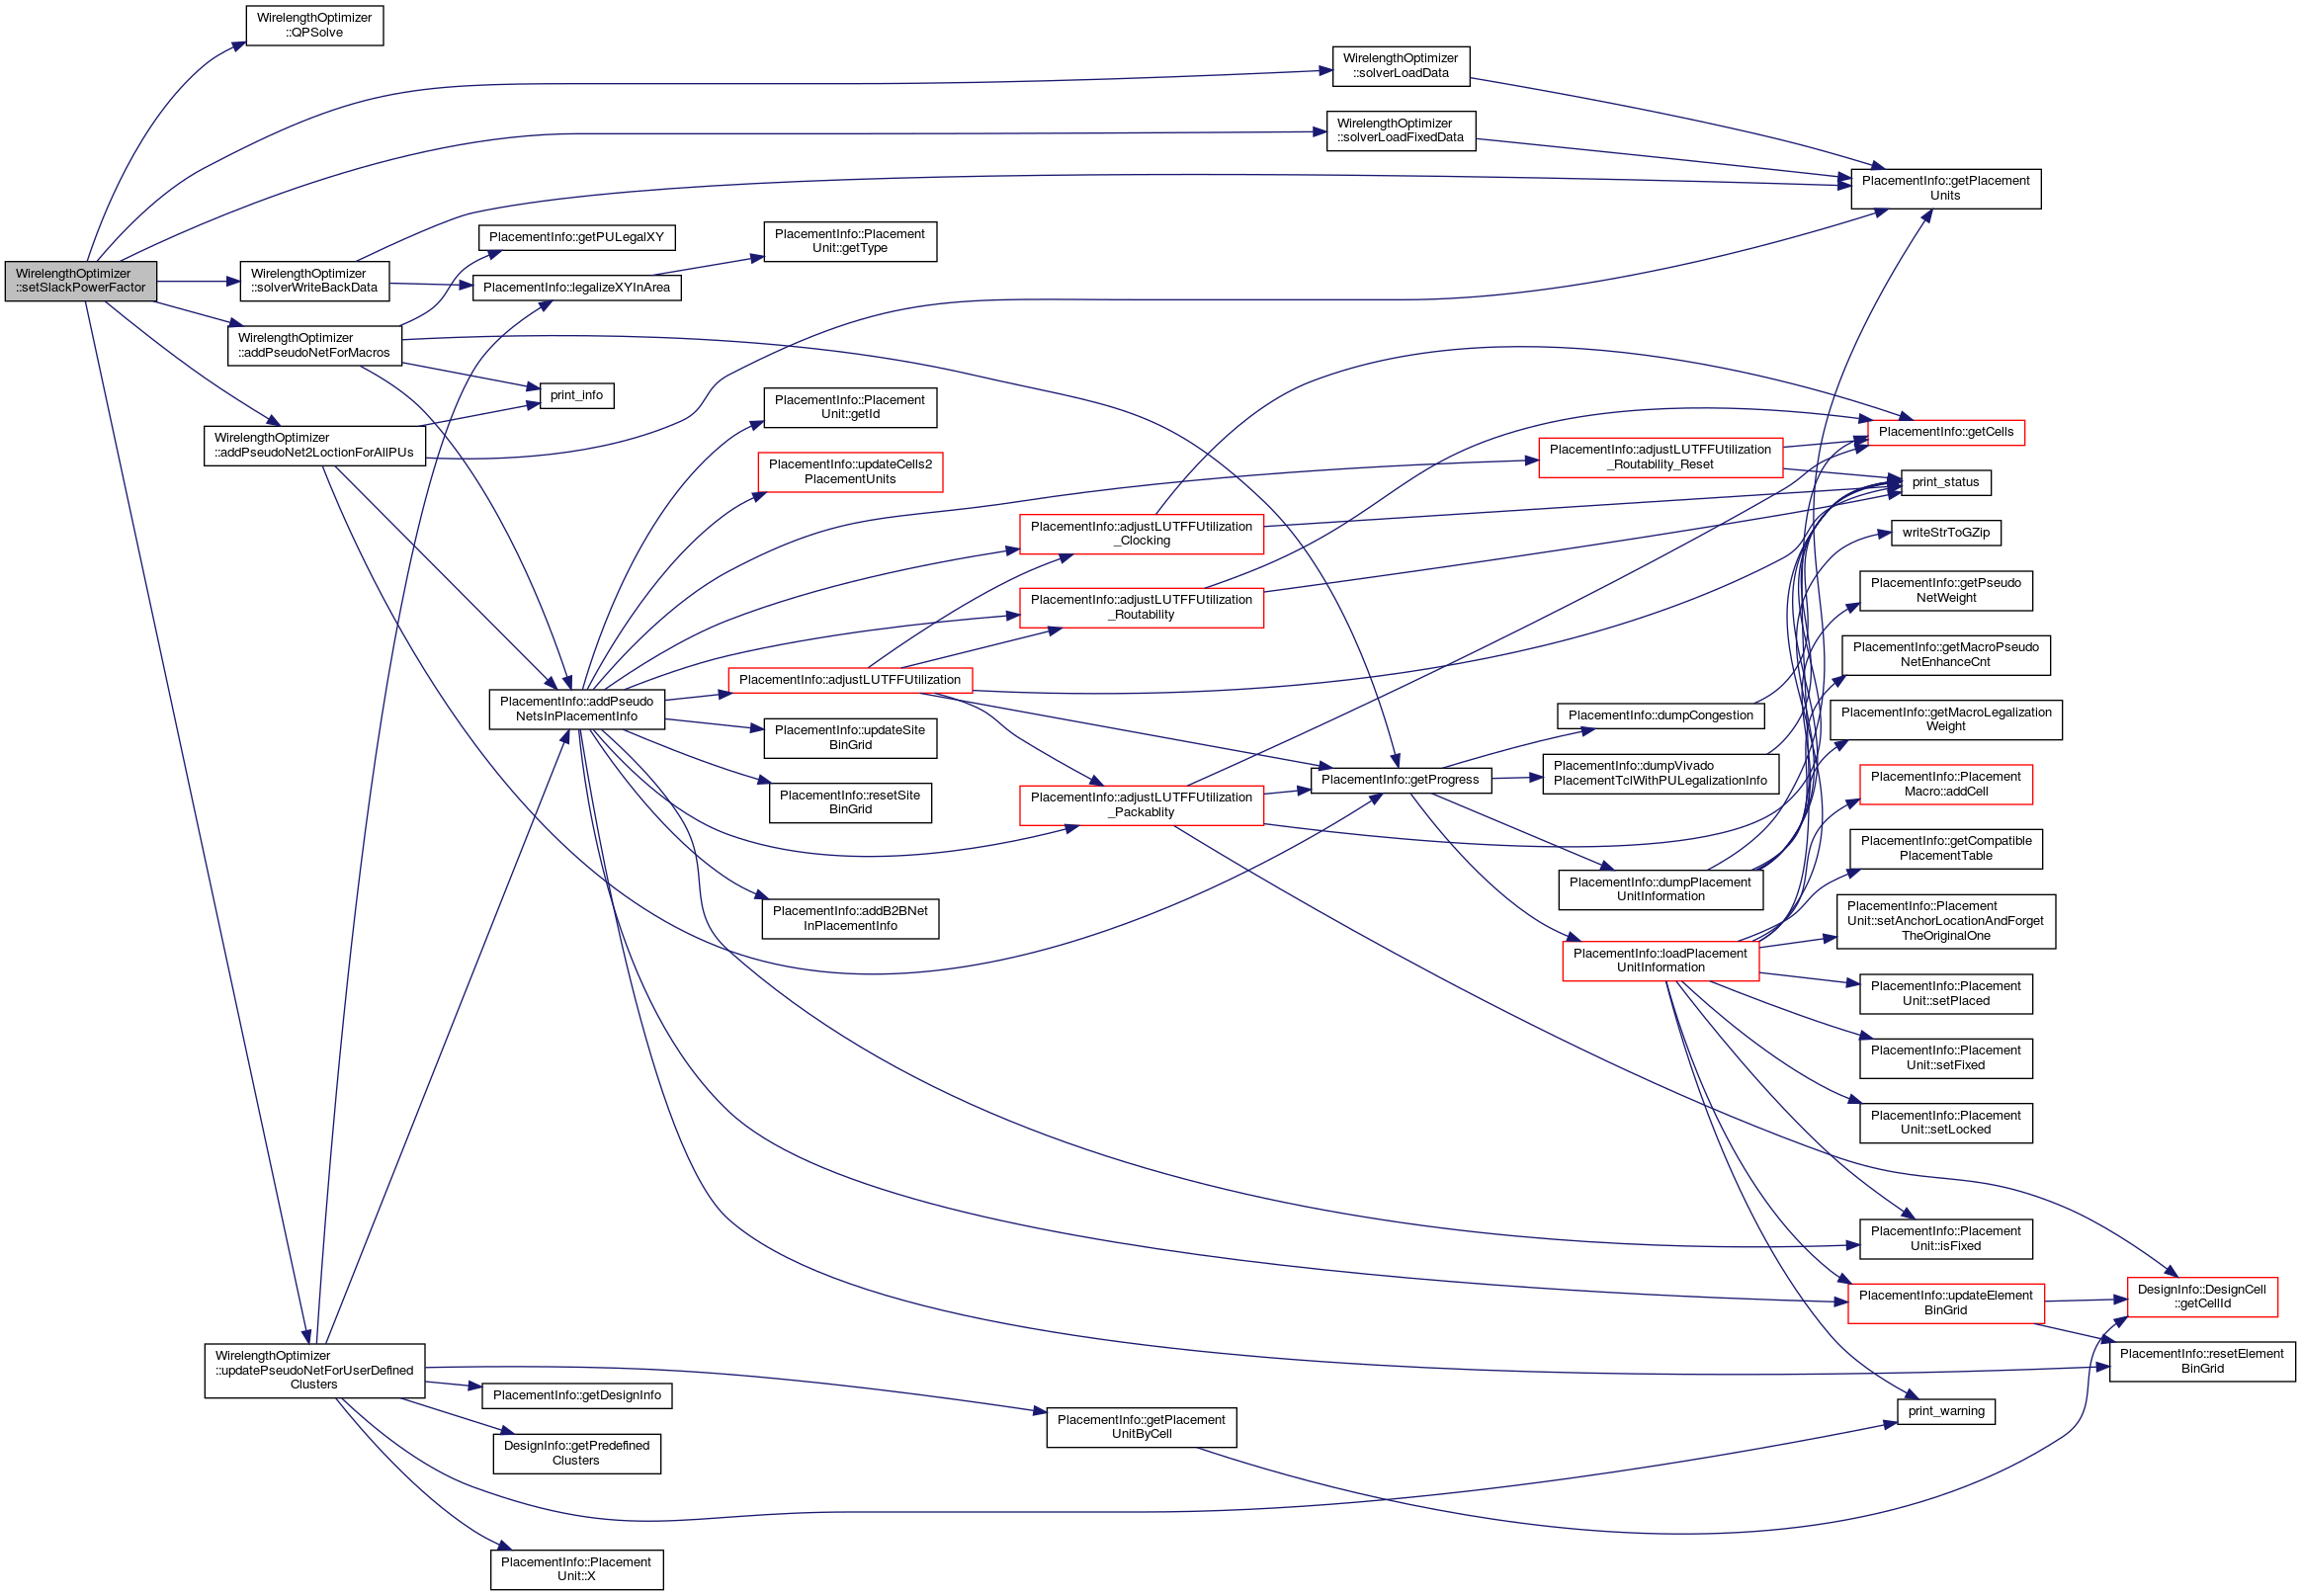 WirelengthOptimizer
::setSlackPowerFactor
WirelengthOptimizer
::QPSolve
WirelengthOptimizer
::solverLoadData
WirelengthOptimizer
::solverLoadFixedData
WirelengthOptimizer
::solverWriteBackData
WirelengthOptimizer
::addPseudoNetForMacros
WirelengthOptimizer
::addPseudoNet2LoctionForAllPUs
WirelengthOptimizer
::updatePseudoNetForUserDefined
Clusters
PlacementInfo::getPULegalXY
PlacementInfo::legalizeXYInArea
print_info
PlacementInfo::addPseudo
NetsInPlacementInfo
PlacementInfo::getDesignInfo
DesignInfo::getPredefined
Clusters
PlacementInfo::Placement
Unit::X
PlacementInfo::Placement
Unit::getType
PlacementInfo::Placement
Unit::getId
PlacementInfo::updateCells2
PlacementUnits
PlacementInfo::adjustLUTFFUtilization
PlacementInfo::updateSite
BinGrid
PlacementInfo::resetSite
BinGrid
PlacementInfo::addB2BNet
InPlacementInfo
PlacementInfo::adjustLUTFFUtilization
_Clocking
PlacementInfo::adjustLUTFFUtilization
_Routability
PlacementInfo::adjustLUTFFUtilization
_Packablity
PlacementInfo::getPlacement
UnitByCell
PlacementInfo::getProgress
PlacementInfo::adjustLUTFFUtilization
_Routability_Reset
PlacementInfo::dumpCongestion
PlacementInfo::dumpVivado
PlacementTclWithPULegalizationInfo
PlacementInfo::dumpPlacement
UnitInformation
PlacementInfo::loadPlacement
UnitInformation
PlacementInfo::getPlacement
Units
PlacementInfo::getCells
print_status
writeStrToGZip
PlacementInfo::getPseudo
NetWeight
PlacementInfo::getMacroPseudo
NetEnhanceCnt
PlacementInfo::getMacroLegalization
Weight
PlacementInfo::Placement
Macro::addCell
PlacementInfo::getCompatible
PlacementTable
PlacementInfo::Placement
Unit::setAnchorLocationAndForget
TheOriginalOne
PlacementInfo::Placement
Unit::setPlaced
PlacementInfo::Placement
Unit::setFixed
PlacementInfo::Placement
Unit::setLocked
PlacementInfo::Placement
Unit::isFixed
PlacementInfo::updateElement
BinGrid
print_warning
DesignInfo::DesignCell
::getCellId
PlacementInfo::resetElement
BinGrid